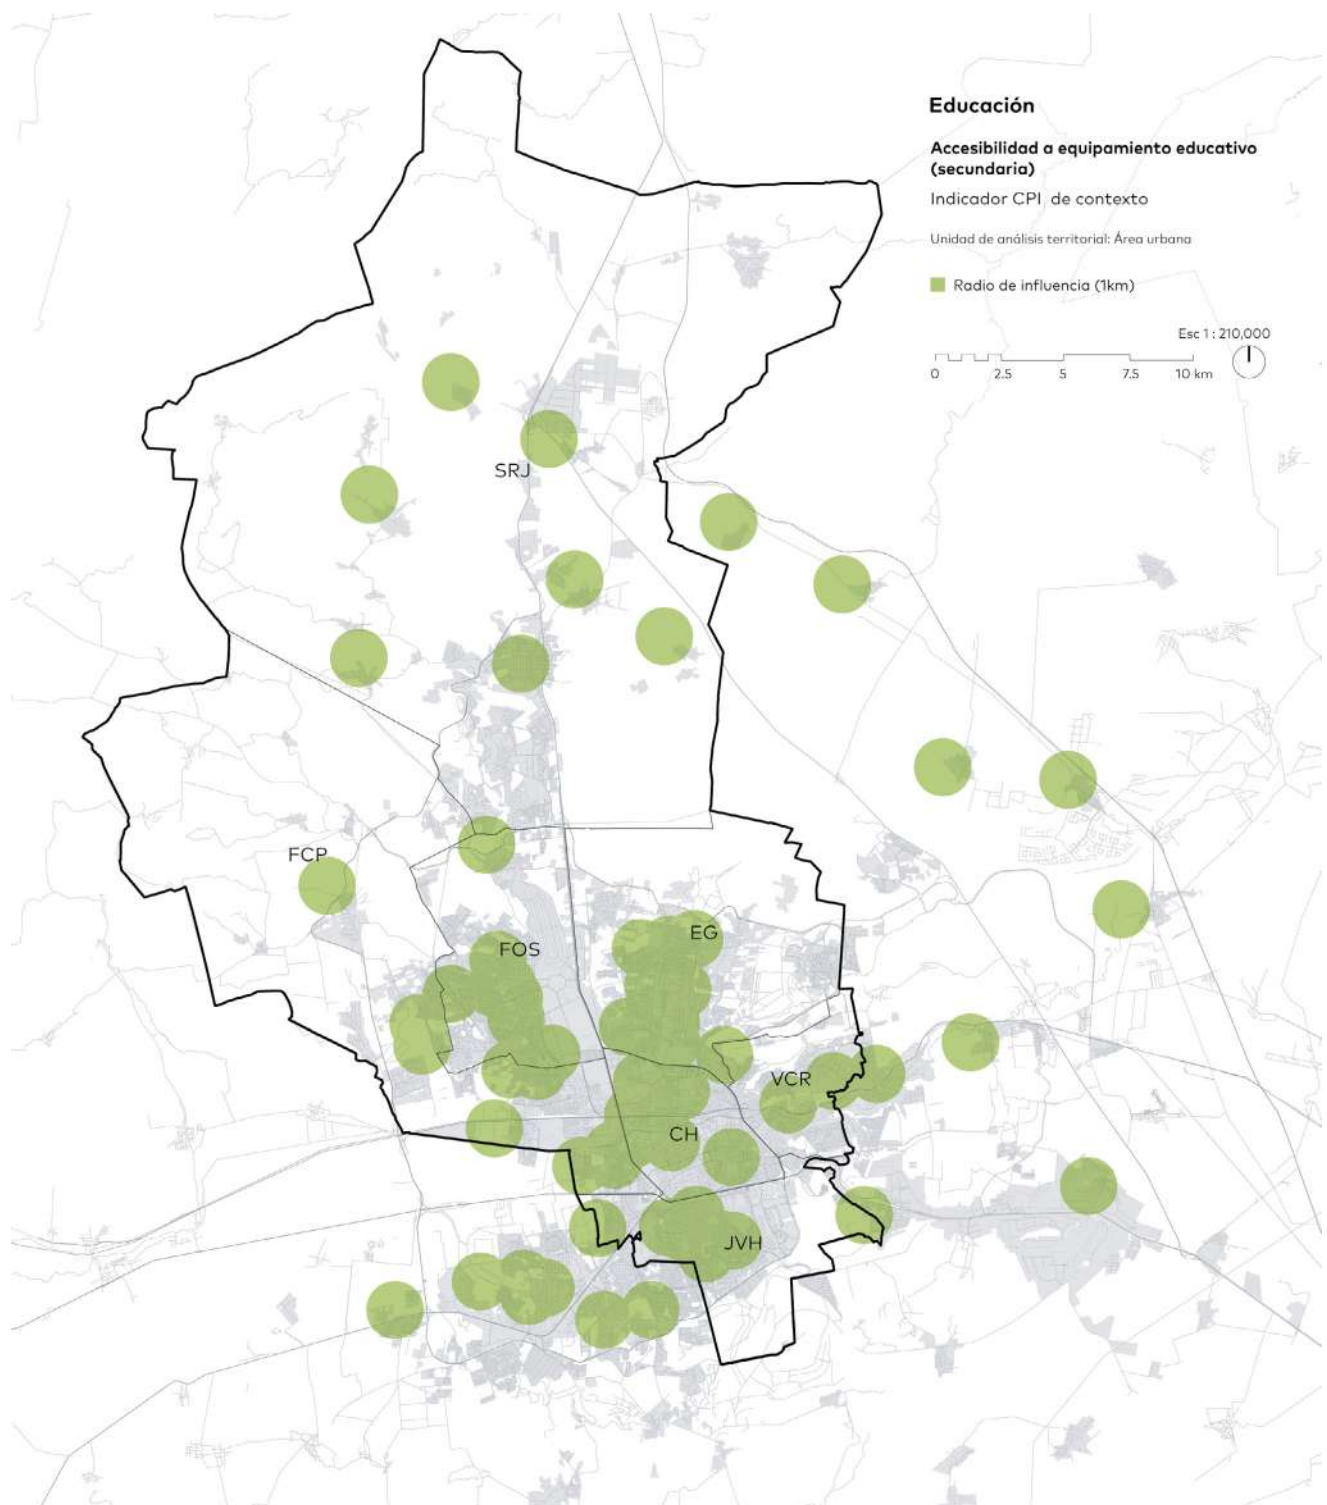 Educación
Accesibilidad a equipamiento educativo
(secundaria)
Indicador CPI de contexto
Unidad de análisis territorial: Área urbana
Radio de influencia (1km)
Esc 1 : 210,000
0 2.5 5 7.5 10 km
SRJ
FCP
FOS
EG
VCR
CH
JVH